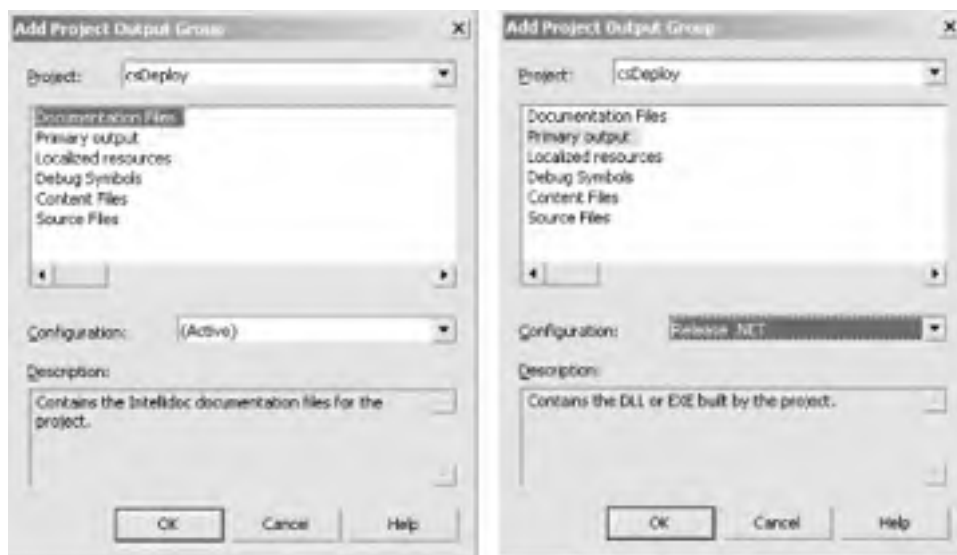 Add Project Output Group
Project: csDeploy
Documentation Files
Primary output
Localized resources
Debug Symbols
Content Files
Source Files
Configuration: (Active)
Description:
Contains the Intellidoc documentation files for the
project.
OK Cancel Help
Add Project Output Group
Project: csDeploy
Documentation Files
Primary output
Localized resources
Debug Symbols
Content Files
Source Files
Configuration: Release .NET
Description:
Contains the DLL or EXE built by the project.
OK Cancel Help